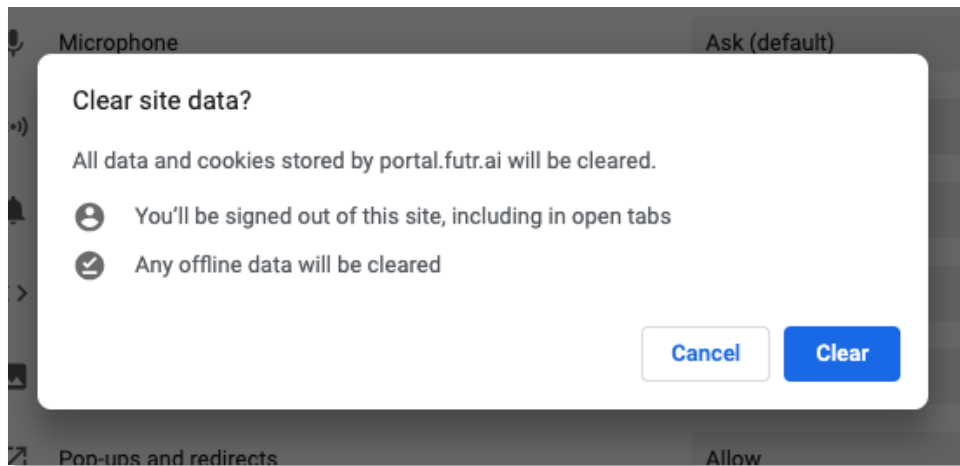 Microphone
Ask (default)
Clear site data?
All data and cookies stored by portal.futr.ai will be cleared.
You'll be signed out of this site, including in open tabs
Any offline data will be cleared
Cancel
Clear
Pop-ups and redirects
Allow